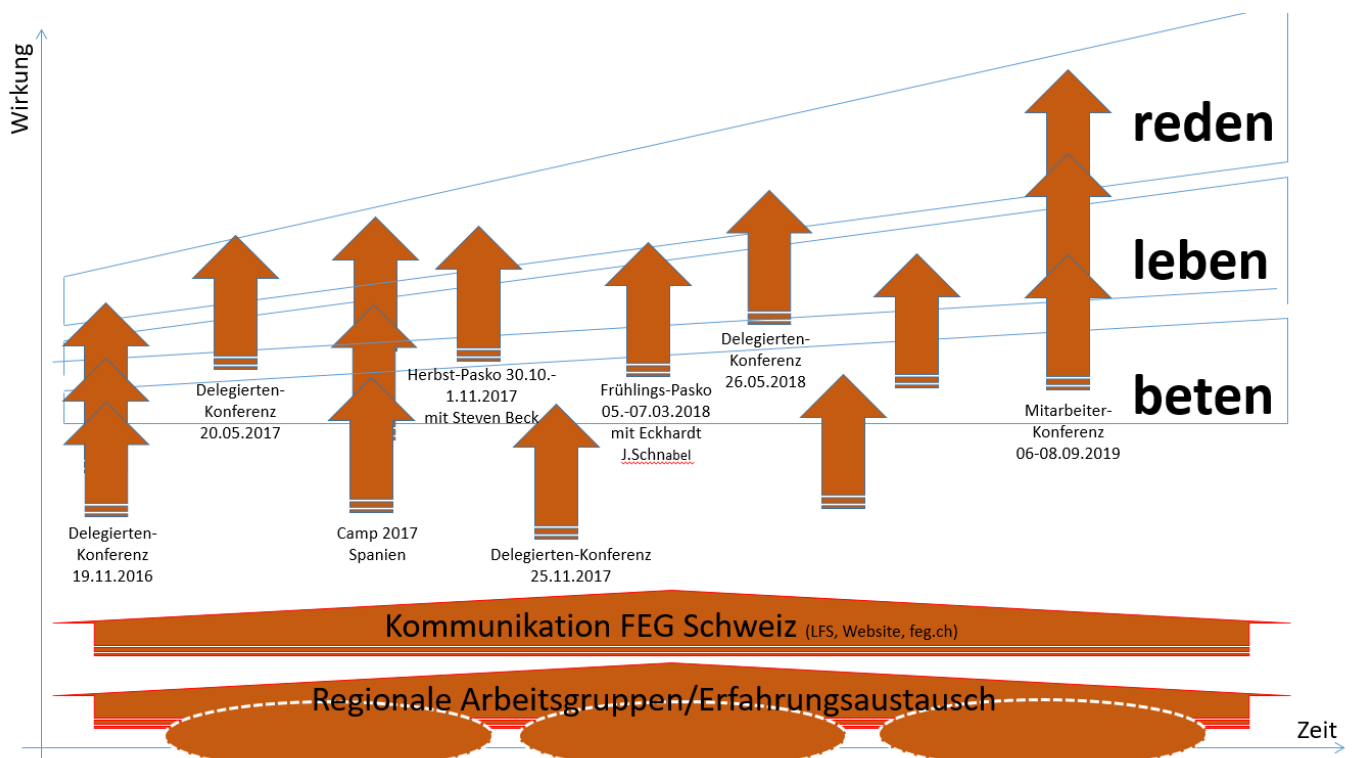 Wirkung
reden
leben
beten
Delegierten-
Konferenz
19.11.2016
Delegierten-
Konferenz
20.05.2017
Camp 2017
Spanien
Herbst-Pasko 30.10.-
1.11.2017
mit Steven Beck
Delegierten-Konferenz
25.11.2017
Frühlings-Pasko
05.-07.03.2018
mit Eckhardt
J.Schnabel
Delegierten-
Konferenz
26.05.2018
Mitarbeiter-
Konferenz
06-08.09.2019
Kommunikation FEG Schweiz (LFS, Website, feg.ch)
Regionale Arbeitsgruppen/Erfahrungsaustausch
Zeit